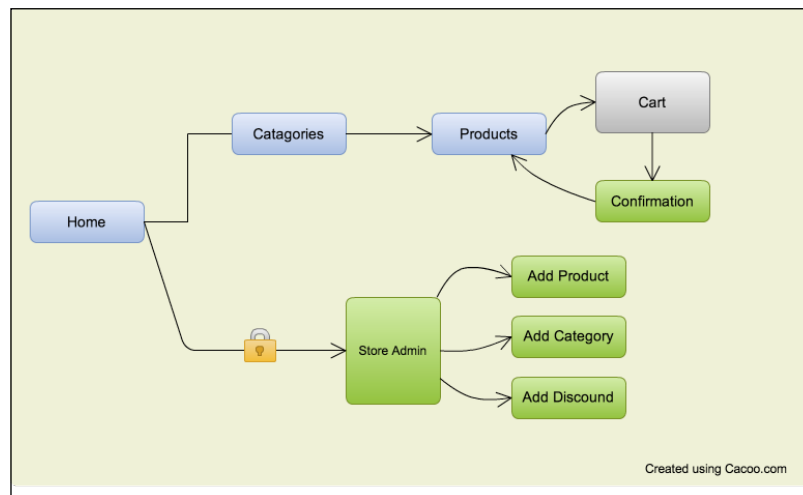 Cart
Catagories
Products
Confirmation
Home
Add Product
Store Admin
Add Category
Add Discound
Created using Cacoo.com